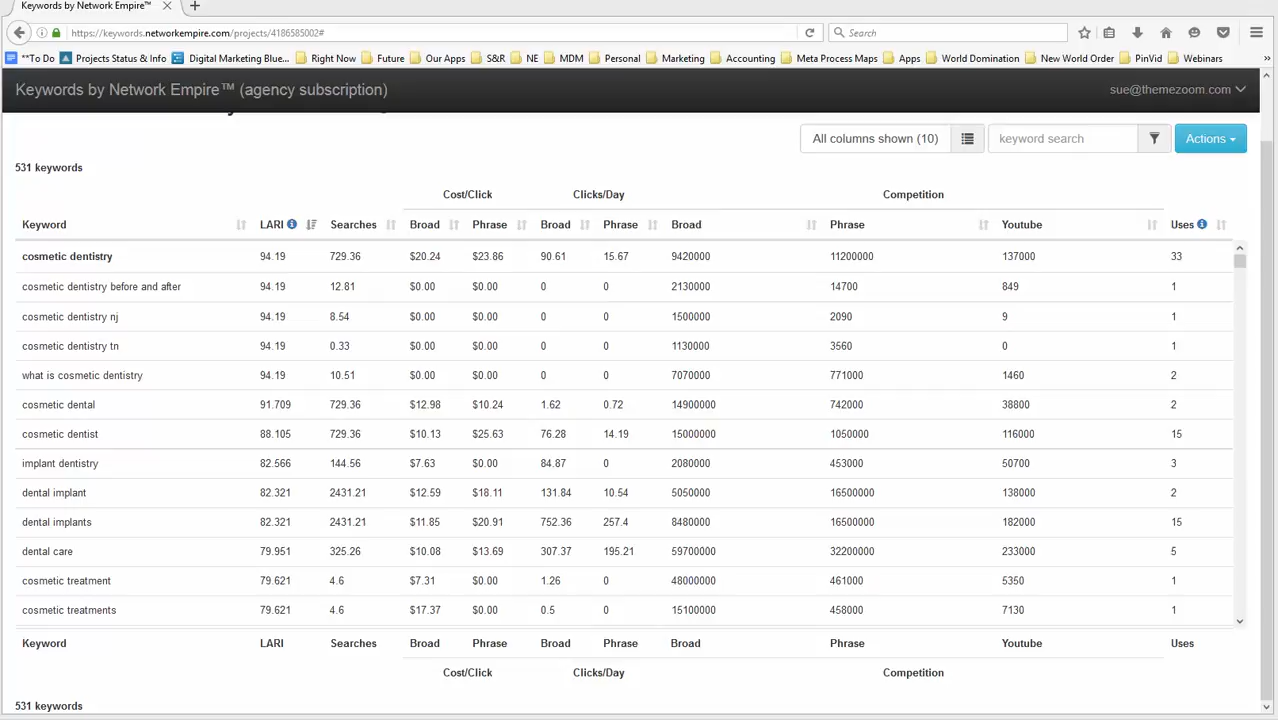 Keywords by Network Empire™
https://keywords.networkempire.com/projects/4186585002#
Search
**To Do Projects Status & Info Digital Marketing Blue... Right Now Future Our Apps S&R NE MDM Personal Marketing Accounting Meta Process Maps Apps World Domination New World Order PinVid Webinars »
Keywords by Network Empire™ (agency subscription) sue@themezoom.com
All columns shown (10) keyword search Actions
531 keywords
Cost/Click Clicks/Day Competition
Keyword LARI Searches Broad Phrase Broad Phrase Broad Phrase Youtube Uses
cosmetic dentistry 94.19 729.36 $20.24 $23.86 90.61 15.67 9420000 11200000 137000 33
cosmetic dentistry before and after 94.19 12.81 $0.00 $0.00 0 0 2130000 14700 849 1
cosmetic dentistry nj 94.19 8.54 $0.00 $0.00 0 0 1500000 2090 9 1
cosmetic dentistry tn 94.19 0.33 $0.00 $0.00 0 0 1130000 3560 0 1
what is cosmetic dentistry 94.19 10.51 $0.00 $0.00 0 0 7070000 771000 1460 2
cosmetic dental 91.709 729.36 $12.98 $10.24 1.62 0.72 14900000 742000 38800 2
cosmetic dentist 88.105 729.36 $10.13 $25.63 76.28 14.19 15000000 1050000 116000 15
implant dentistry 82.566 144.56 $7.63 $0.00 84.87 0 2080000 453000 50700 3
dental implant 82.321 2431.21 $12.59 $18.11 131.84 10.54 5050000 16500000 138000 2
dental implants 82.321 2431.21 $11.85 $20.91 752.36 257.4 8480000 16500000 182000 15
dental care 79.951 325.26 $10.08 $13.69 307.37 195.21 59700000 32200000 233000 5
cosmetic treatment 79.621 4.6 $7.31 $0.00 1.26 0 48000000 461000 5350 1
cosmetic treatments 79.621 4.6 $17.37 $0.00 0.5 0 15100000 458000 7130 1
Keyword LARI Searches Broad Phrase Broad Phrase Broad Phrase Youtube Uses
Cost/Click Clicks/Day Competition
531 keywords